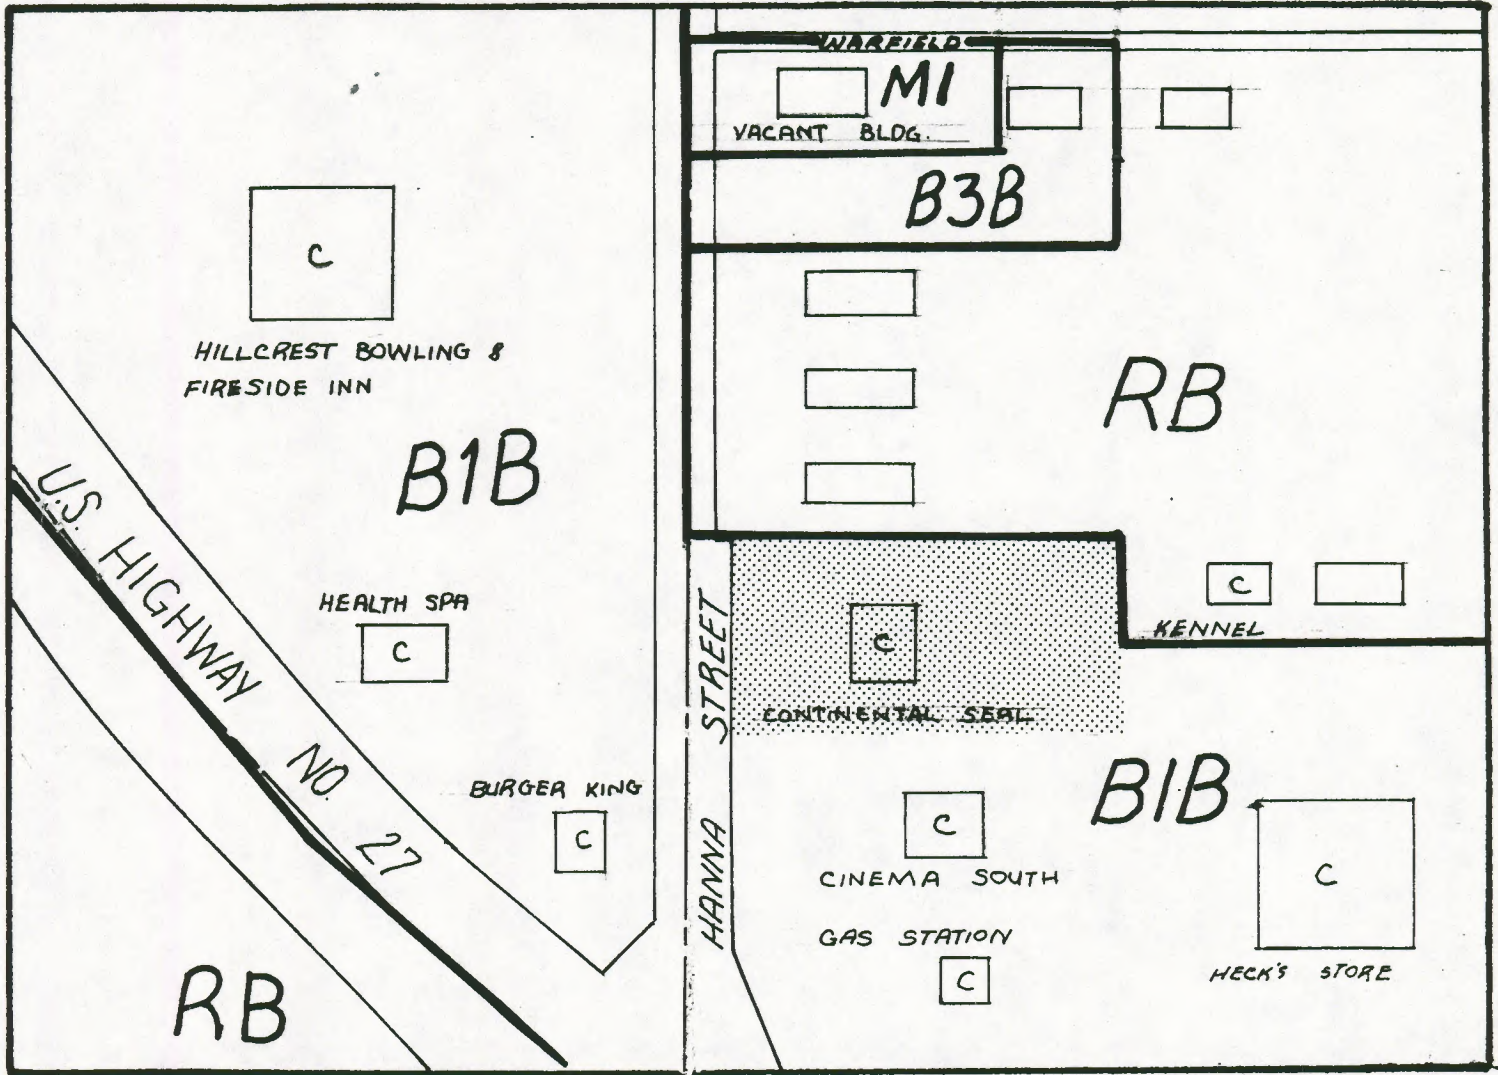 WARFIELD
M1
VACANT BLDG.
B3B
C
HILLCREST BOWLING &
FIRESIDE INN
RB
B1B
U.S. HIGHWAY NO. 27
HEALTH SPA
C
C
KENNEL
HANNA STREET
C
CONTINENTAL SEAL
BURGER KING
C
B1B
C
CINEMA SOUTH
GAS STATION
C
C
HECK'S STORE
RB